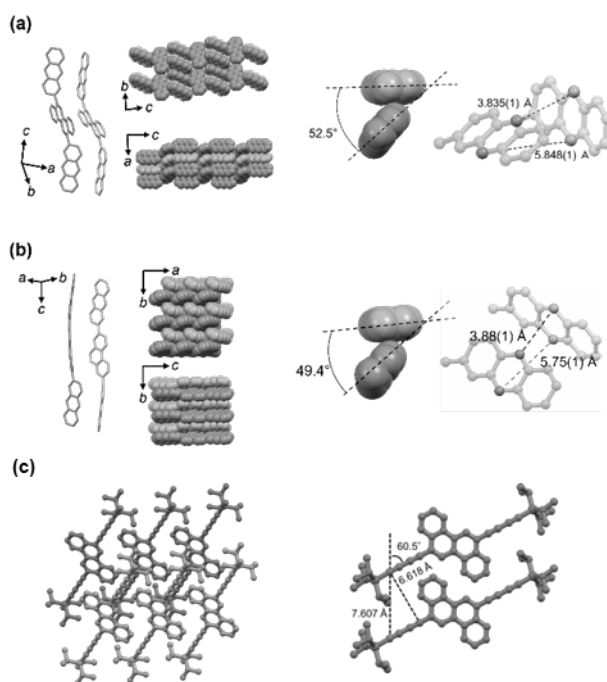 (a)
c
a
b
b
c
c
a
52.5°
3.835(1) Å
5.848(1) Å
(b)
a
b
c
a
b
c
b
49.4°
3.88(1) Å
5.75(1) Å
(c)
60.5°
6.618 Å
7.607 Å